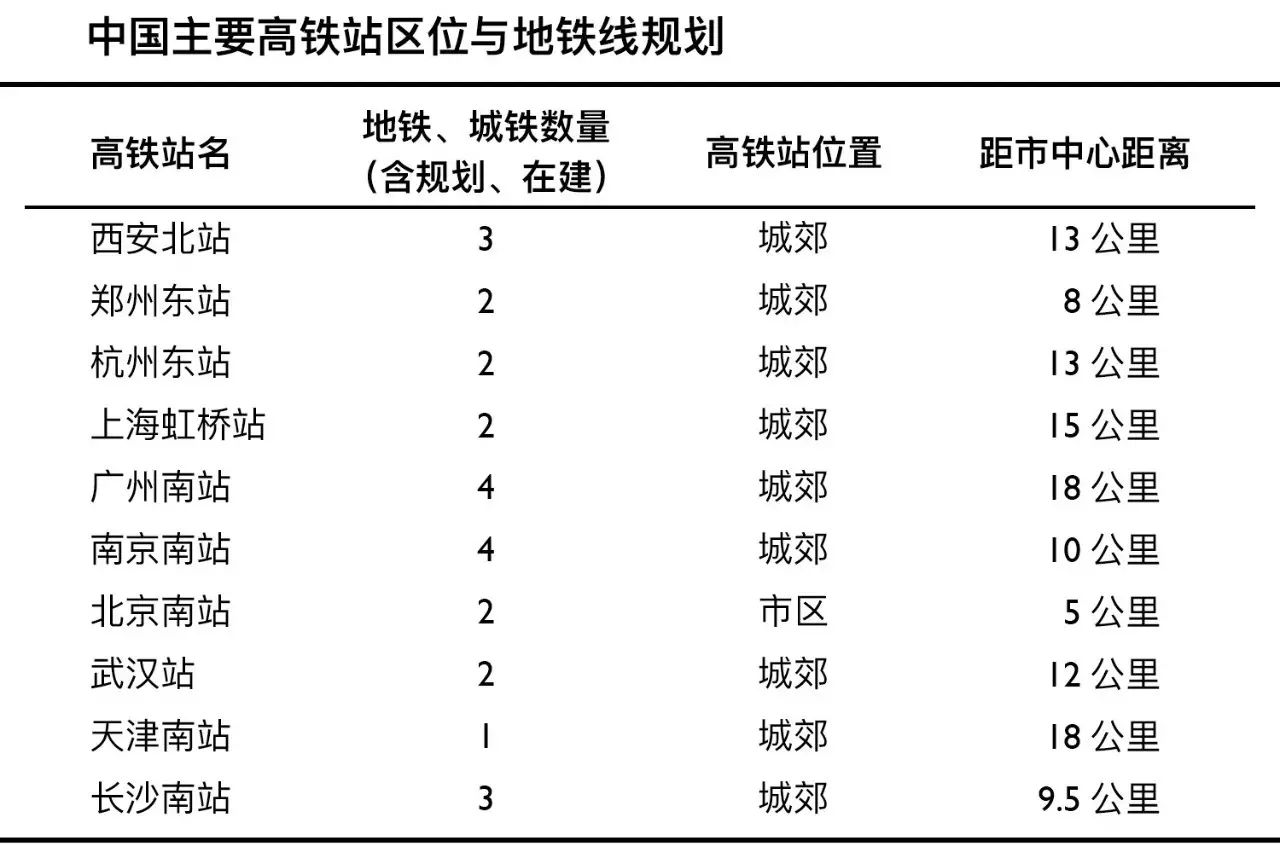 中国主要高铁站区位与地铁线规划
高铁站名 地铁、城铁数量（含规划、在建） 高铁站位置 距市中心距离
西安北站 3 城郊 13 公里
郑州东站 2 城郊 8 公里
杭州东站 2 城郊 13 公里
上海虹桥站 2 城郊 15 公里
广州南站 4 城郊 18 公里
南京南站 4 城郊 10 公里
北京南站 2 市区 5 公里
武汉站 2 城郊 12 公里
天津南站 1 城郊 18 公里
长沙南站 3 城郊 9.5 公里